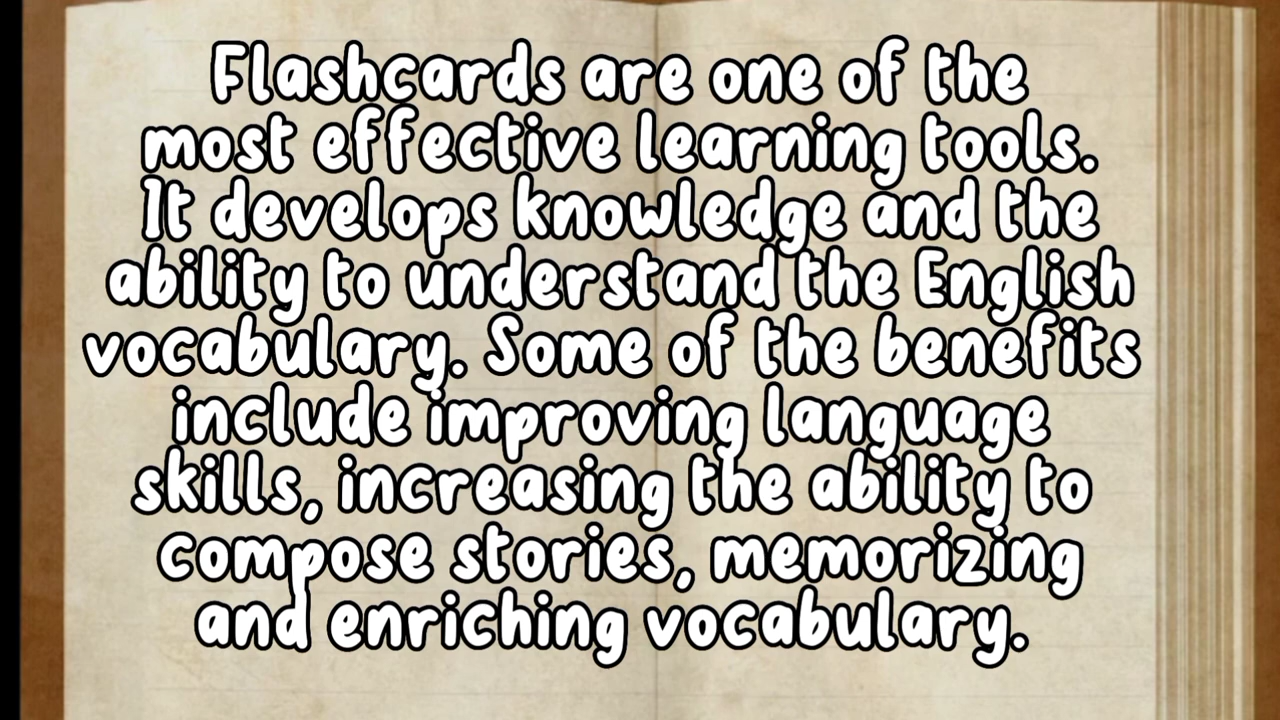 Flashcards are one of the
most effective learning tools.
It develops knowledge and the
ability to understand the English
vocabulary. Some of the benefits
include improving language
skills, increasing the ability to
compose stories, memorizing
and enriching vocabulary.